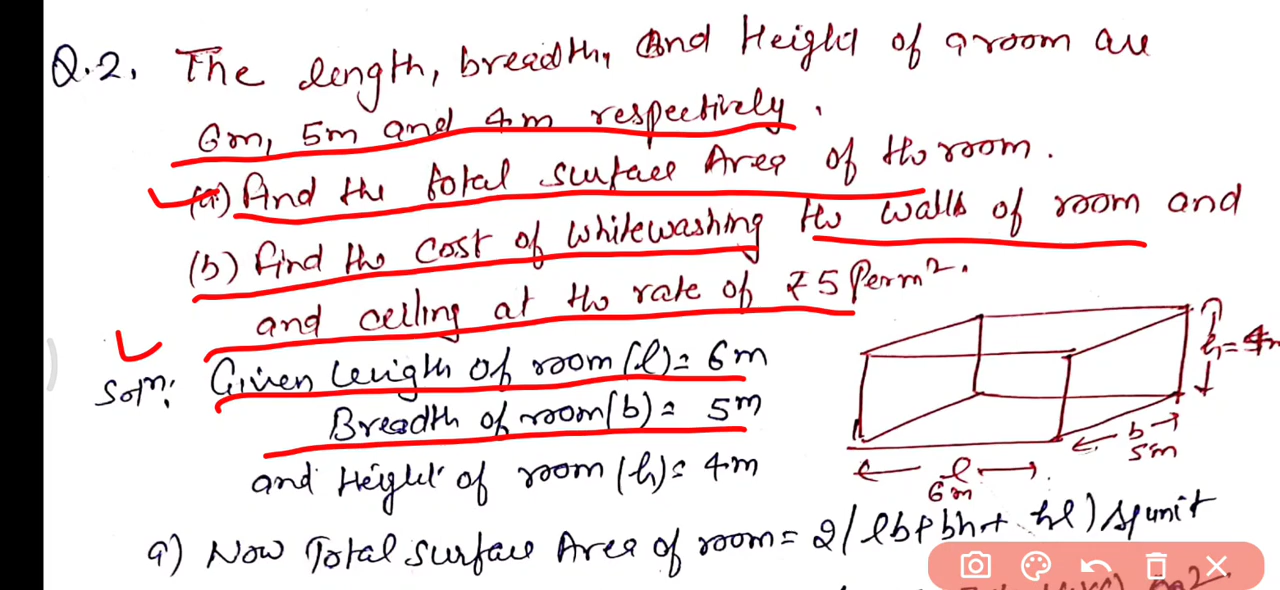 Q.2. The length, breadth, and Height of a room are
6m, 5m and 4m respectively.
(a) Find the total surface Area of the room.
(b) Find the cost of whitewashing the walls of room and
and ceiling at the rate of ₹5 Per m².
Soln: Given length of room (l) = 6m
Breadth of room (b) = 5m
and Height of room (h) = 4m
h = 4m
b
5m
l
6m
a) Now Total surface Area of room = 2(lb+bh+hl) sq unit